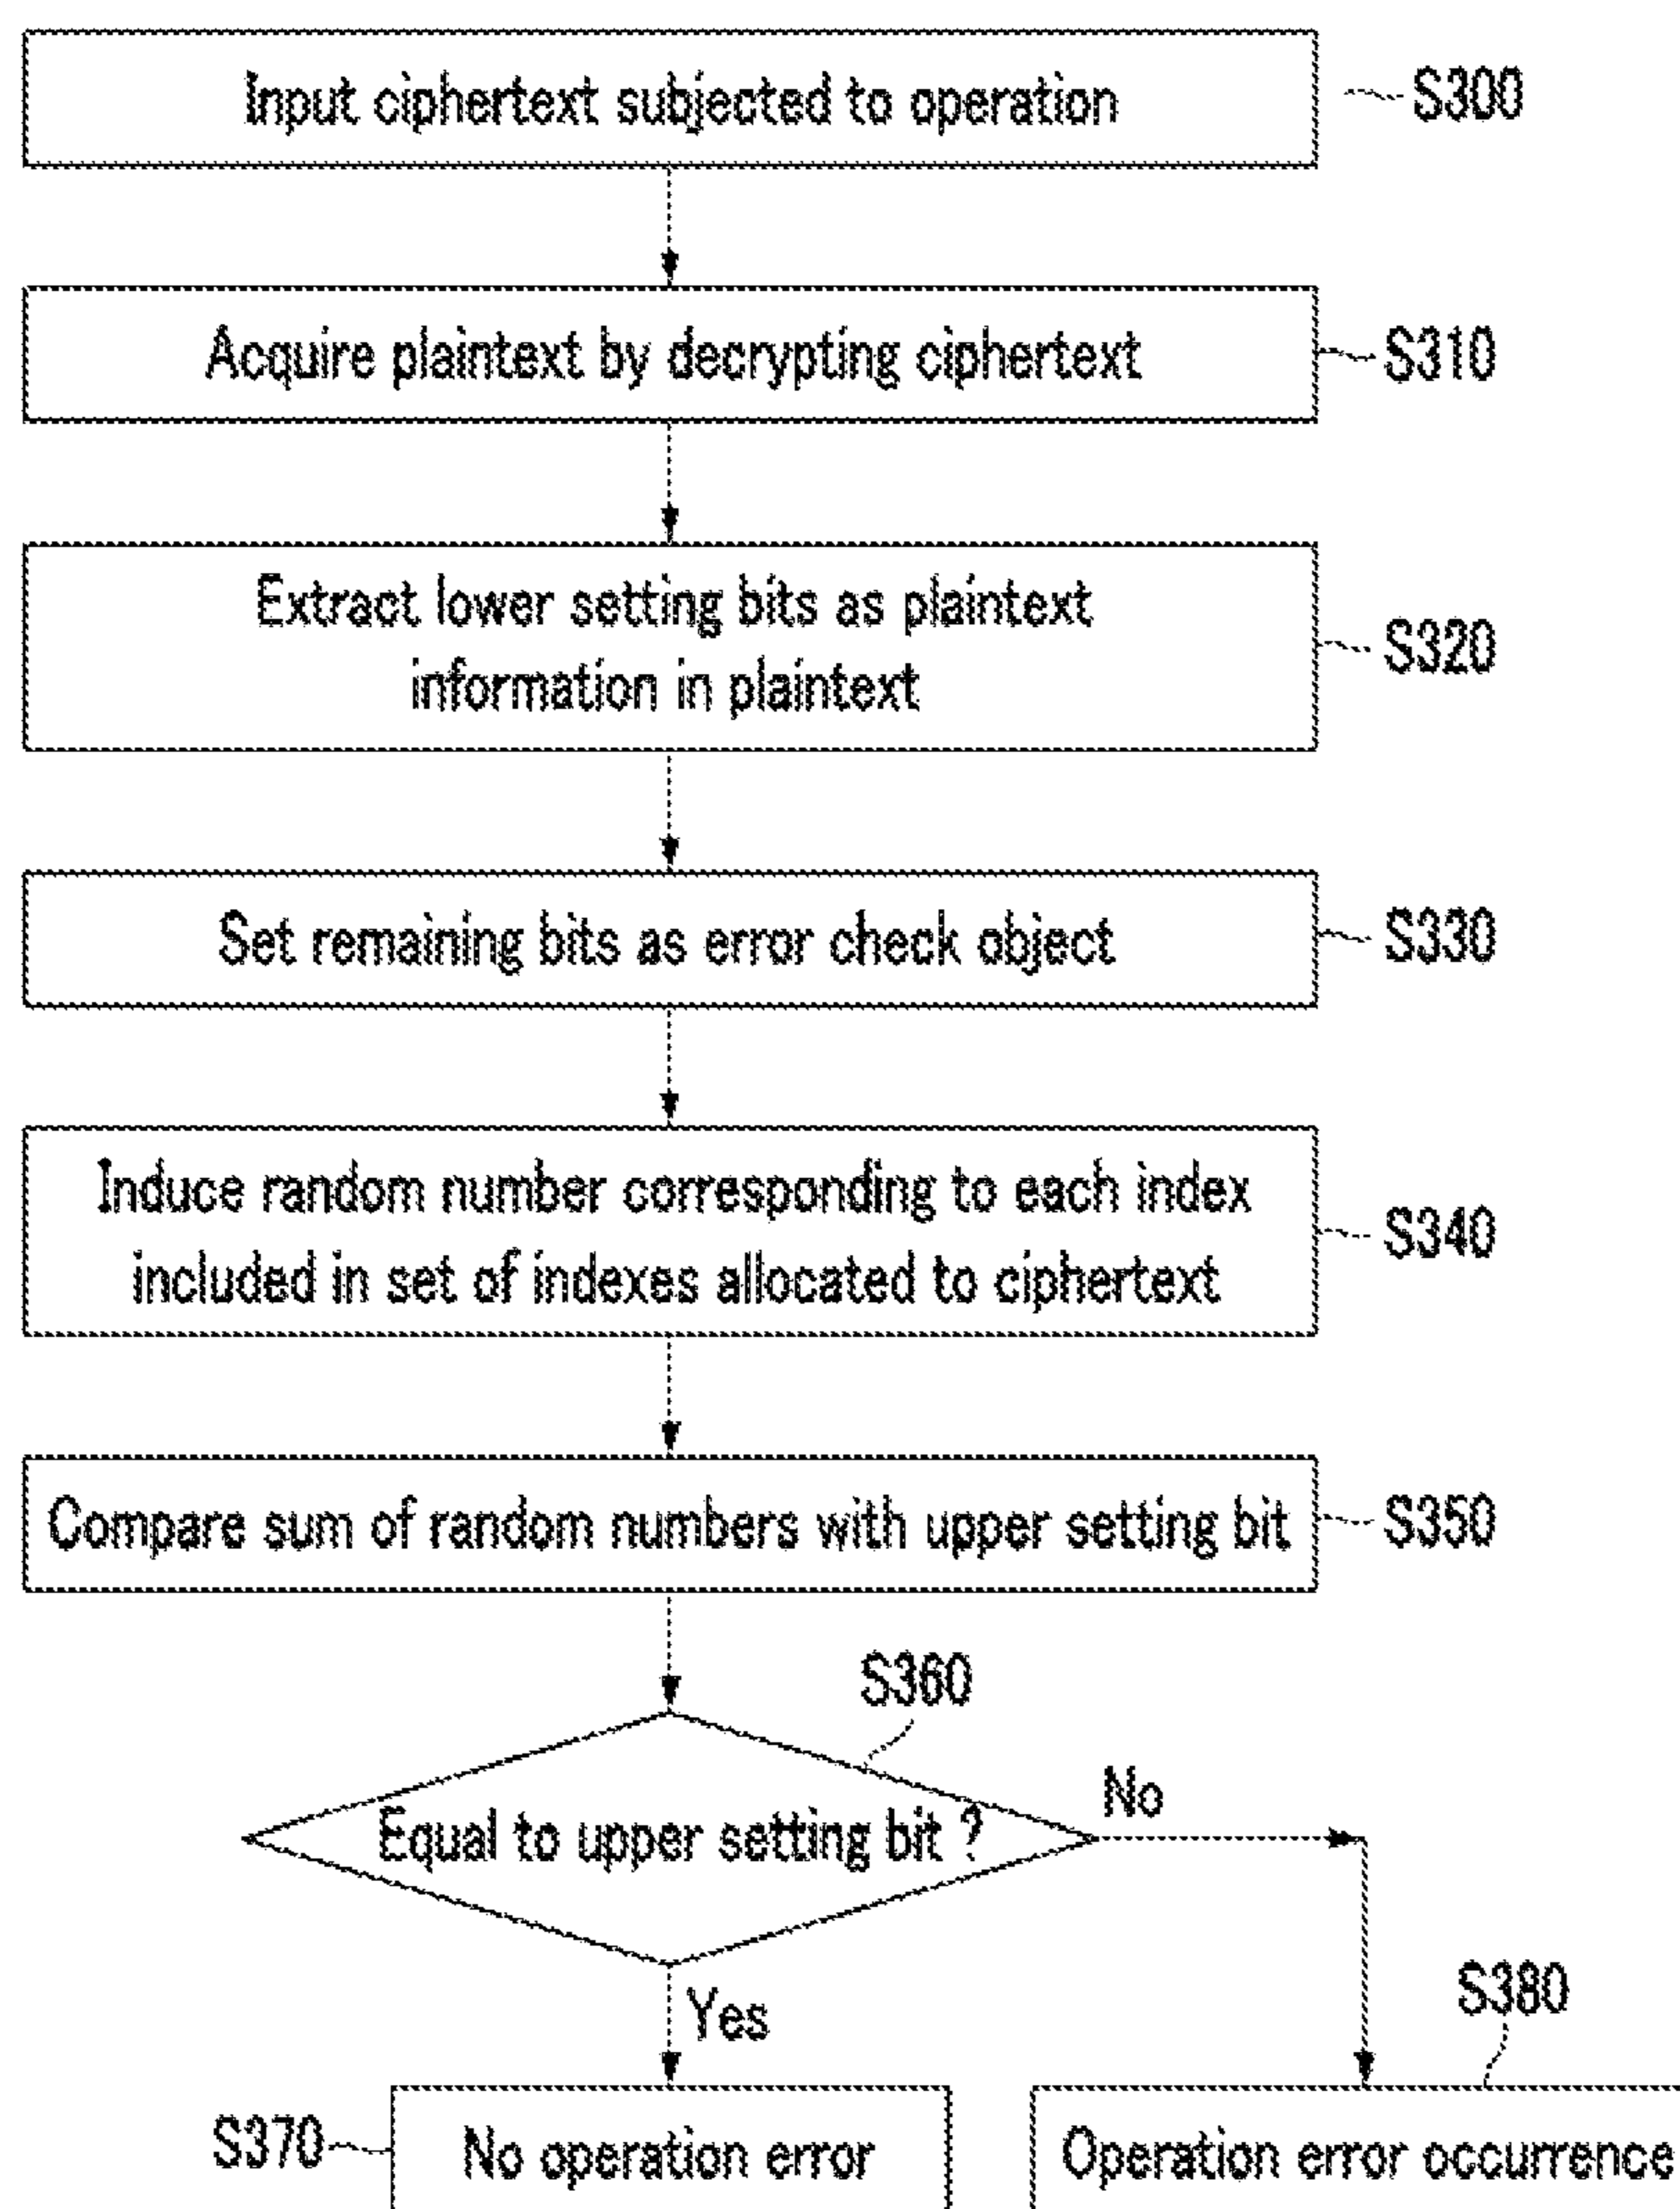 Input ciphertext subjected to operation
S300
Acquire plaintext by decrypting ciphertext
S310
Extract lower setting bits as plaintext
information in plaintext
S320
Set remaining bits as error check object
S330
Induce random number corresponding to each index
included in set of indexes allocated to ciphertext
S340
Compare sum of random numbers with upper setting bit
S350
S360
Equal to upper setting bit ?
No
Yes
S380
S370
No operation error
Operation error occurrence